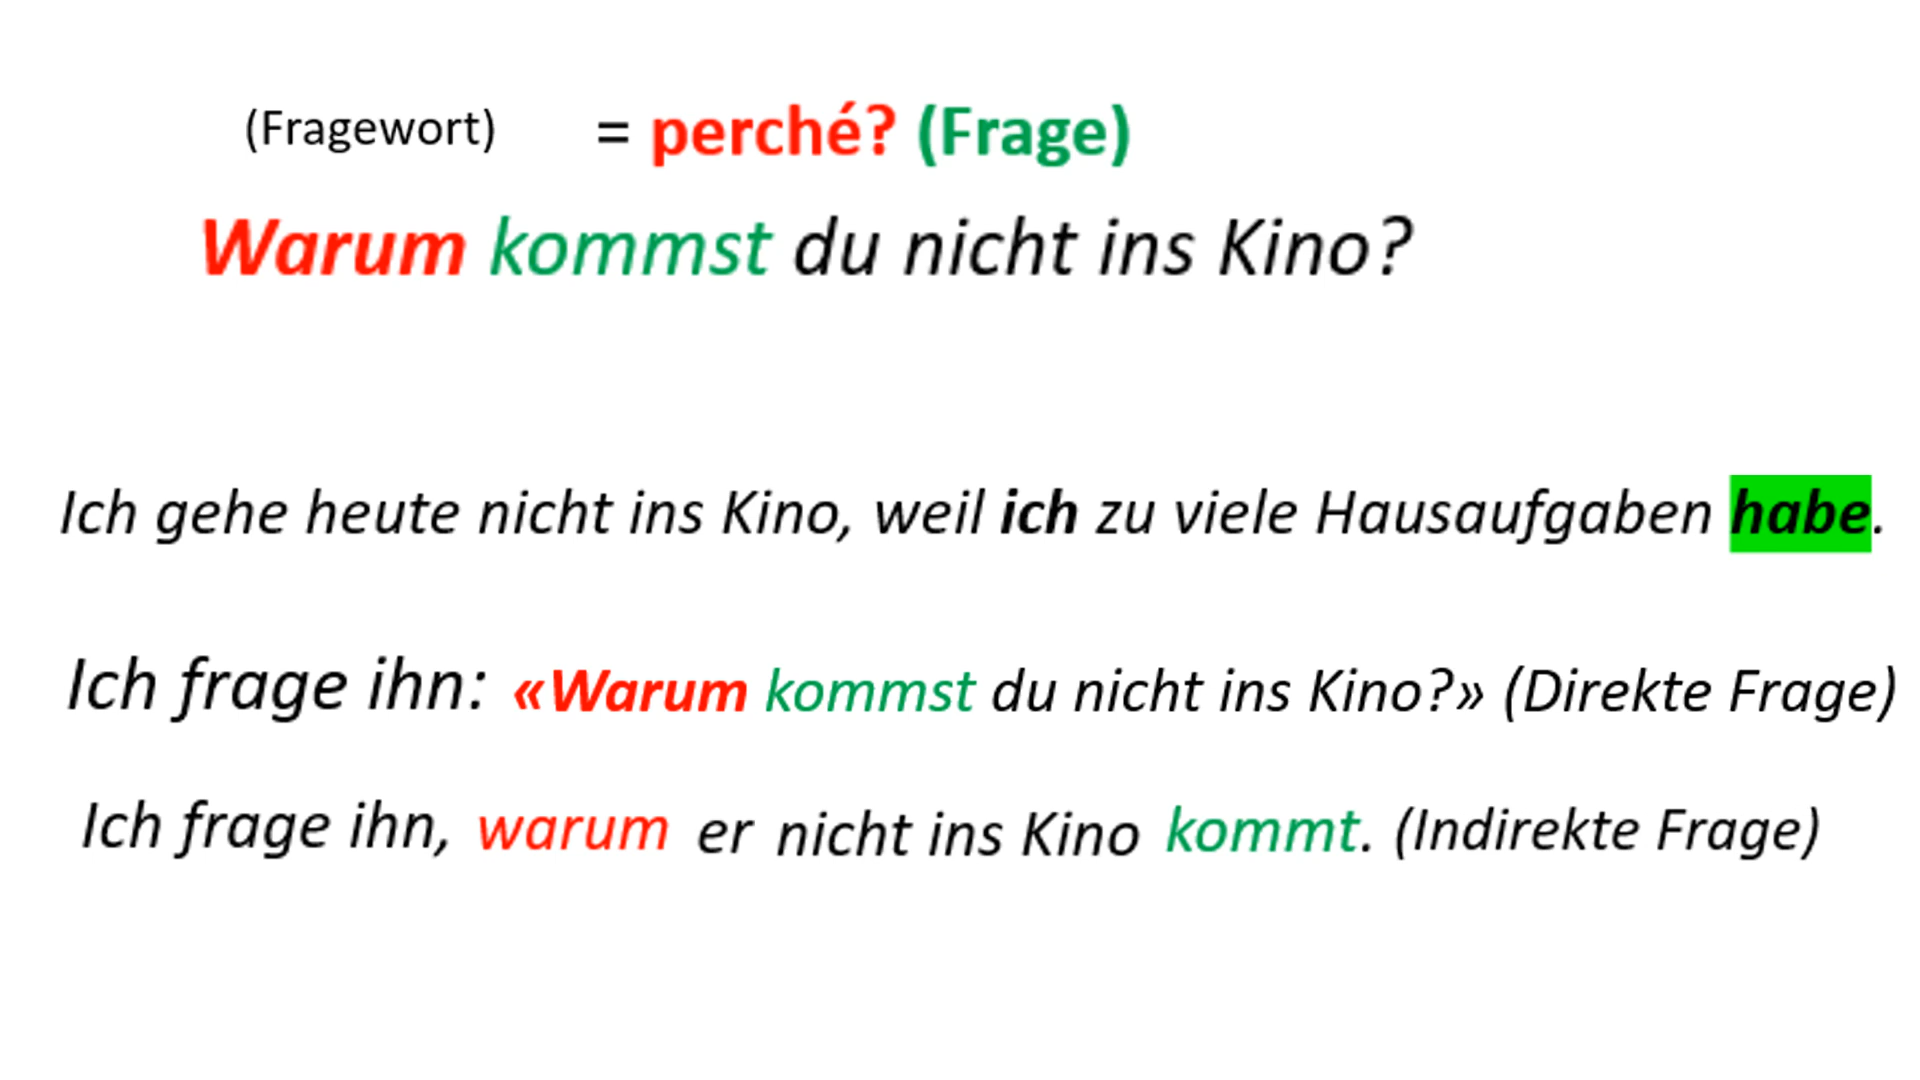 (Fragewort) = perché? (Frage)
Warum kommst du nicht ins Kino?
Ich gehe heute nicht ins Kino, weil ich zu viele Hausaufgaben habe.
Ich frage ihn: «Warum kommst du nicht ins Kino?» (Direkte Frage)
Ich frage ihn, warum er nicht ins Kino kommt. (Indirekte Frage)